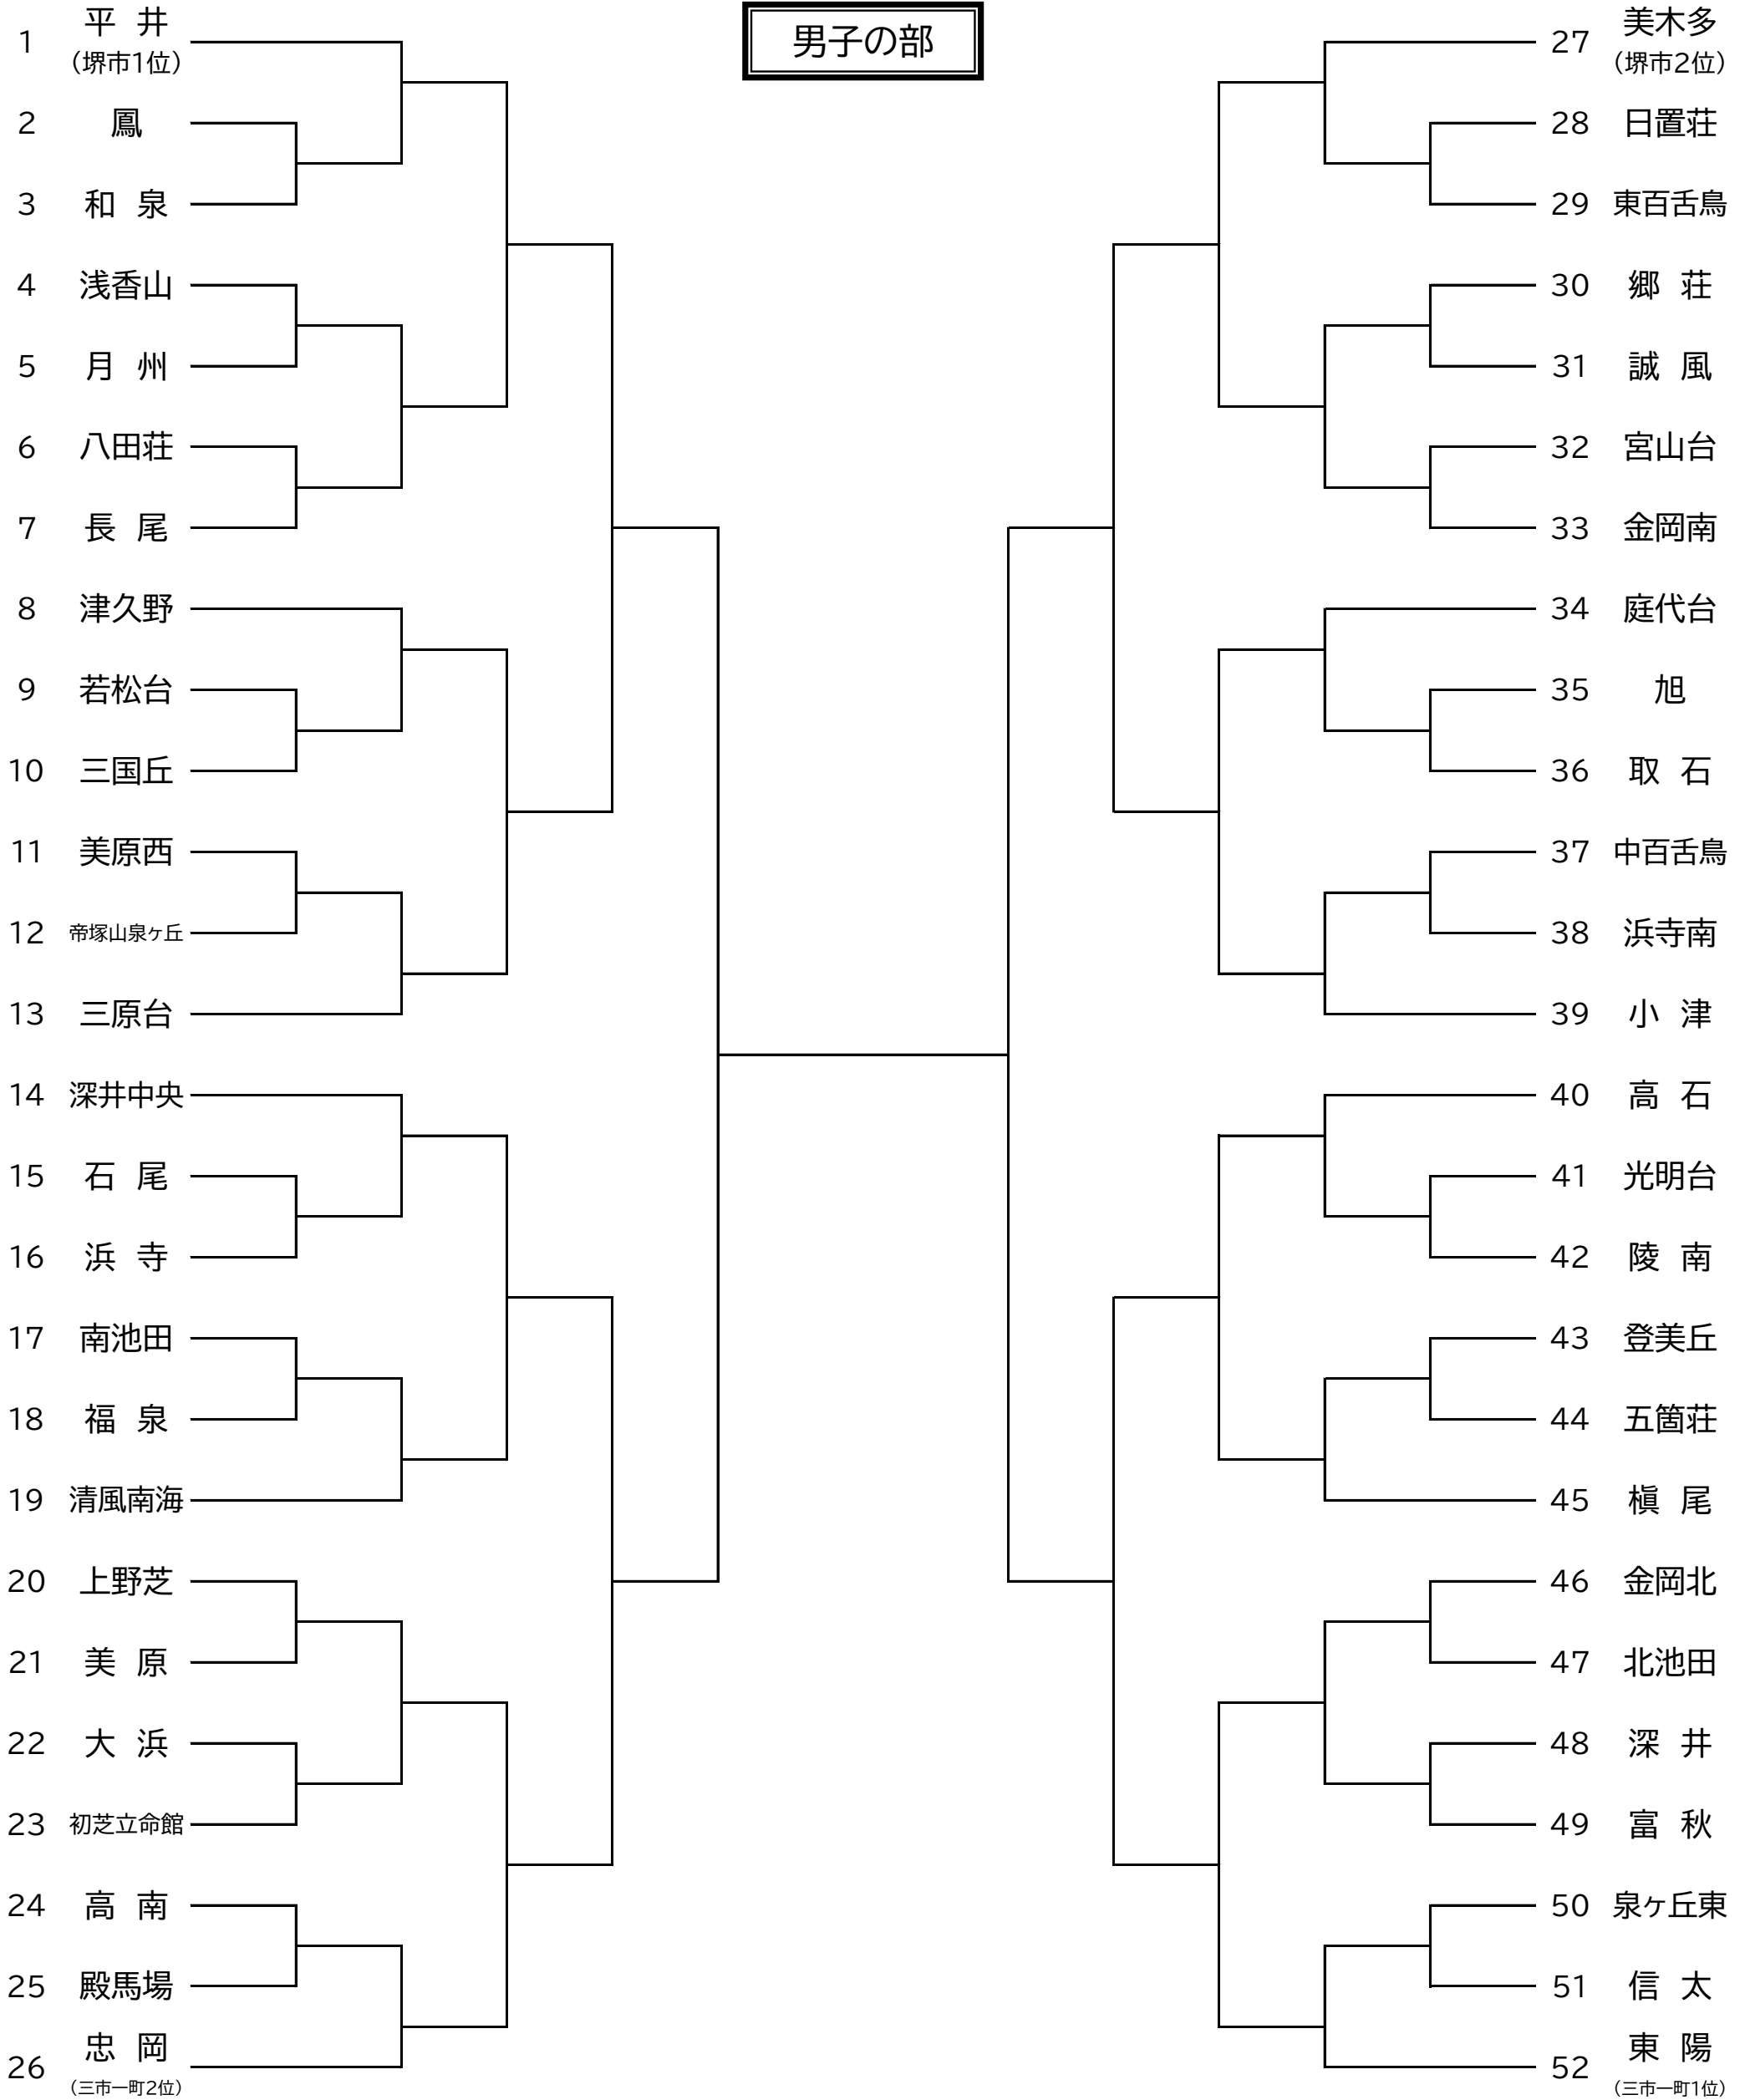 男子の部
1 平 井
(堺市1位)
2 鳳
3 和 泉
4 浅香山
5 月 州
6 八田荘
7 長 尾
8 津久野
9 若松台
10 三国丘
11 美原西
12 帝塚山泉ヶ丘
13 三原台
14 深井中央
15 石 尾
16 浜 寺
17 南池田
18 福 泉
19 清風南海
20 上野芝
21 美 原
22 大 浜
23 初芝立命館
24 高 南
25 殿馬場
26 忠 岡
(三市一町2位)
27 美木多
(堺市2位)
28 日置荘
29 東百舌鳥
30 郷 荘
31 誠 風
32 宮山台
33 金岡南
34 庭代台
35 旭
36 取 石
37 中百舌鳥
38 浜寺南
39 小 津
40 高 石
41 光明台
42 陵 南
43 登美丘
44 五箇荘
45 槇 尾
46 金岡北
47 北池田
48 深 井
49 富 秋
50 泉ヶ丘東
51 信 太
52 東 陽
(三市一町1位)